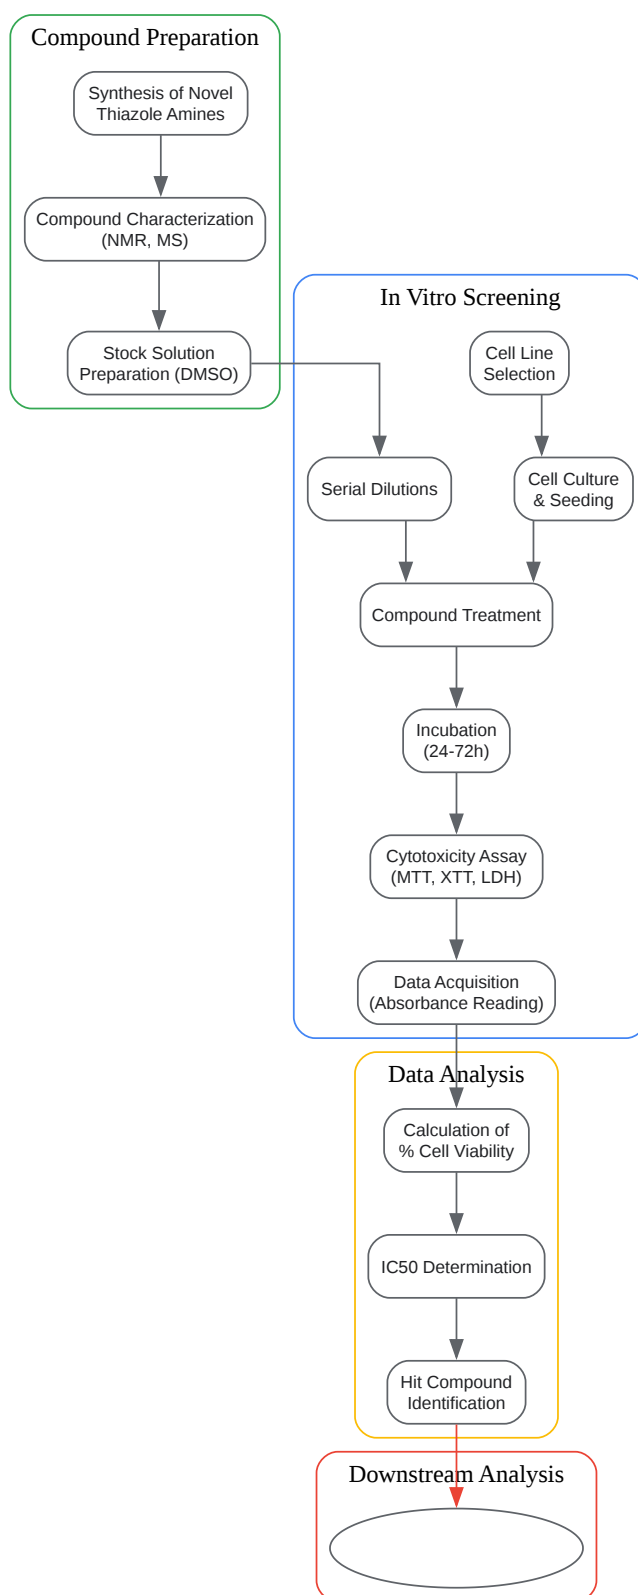 Compound Preparation
Synthesis of Novel
Thiazole Amines
Compound Characterization
(NMR, MS)
Stock Solution
Preparation (DMSO)
In Vitro Screening
Cell Line
Selection
Serial Dilutions
Cell Culture
& Seeding
Compound Treatment
Incubation
(24-72h)
Cytotoxicity Assay
(MTT, XTT, LDH)
Data Acquisition
(Absorbance Reading)
Data Analysis
Calculation of
% Cell Viability
IC50 Determination
Hit Compound
Identification
Downstream Analysis